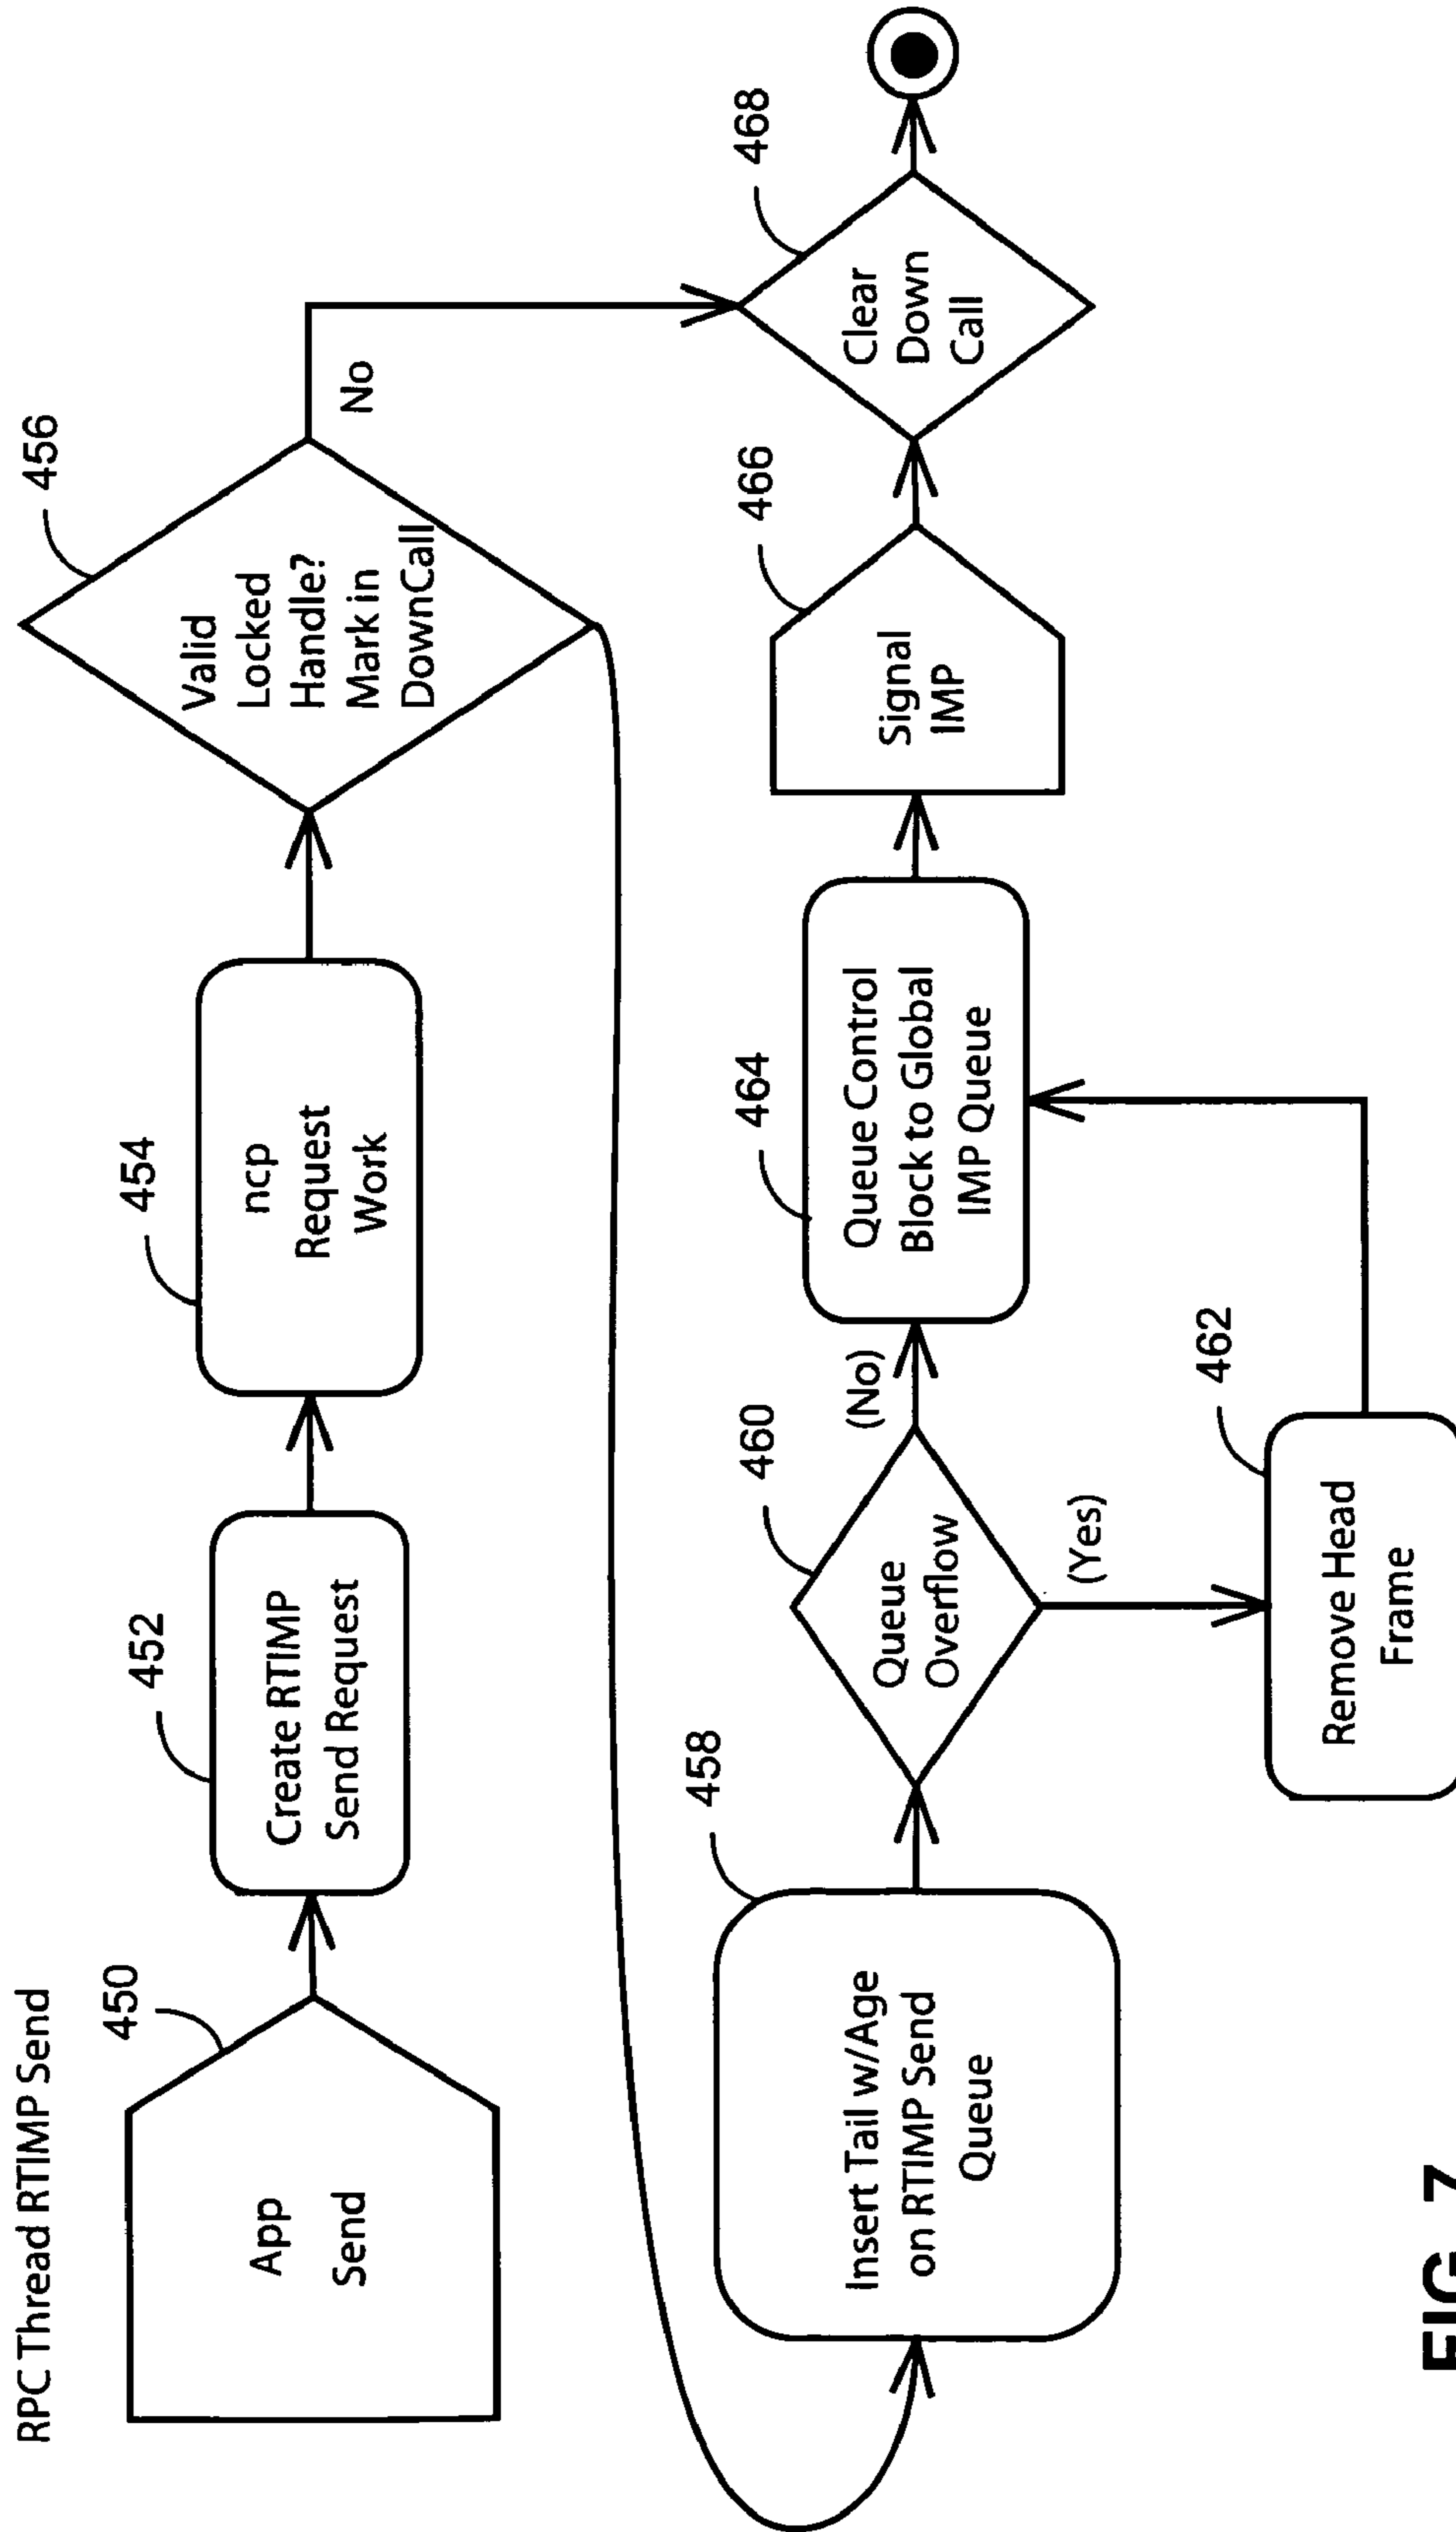 RPC Thread RTIMP Send
450
App
Send
452
Create RTIMP
Send Request
454
ncp
Request
Work
456
Valid
Locked
Handle?
Mark in
DownCall
No
458
Insert Tail w/Age
on RTIMP Send
Queue
460
Queue
Overflow
(No)
(Yes)
462
Remove Head
Frame
464
Queue Control
Block to Global
IMP Queue
466
Signal
IMP
468
Clear
Down
Call
FIG. 7